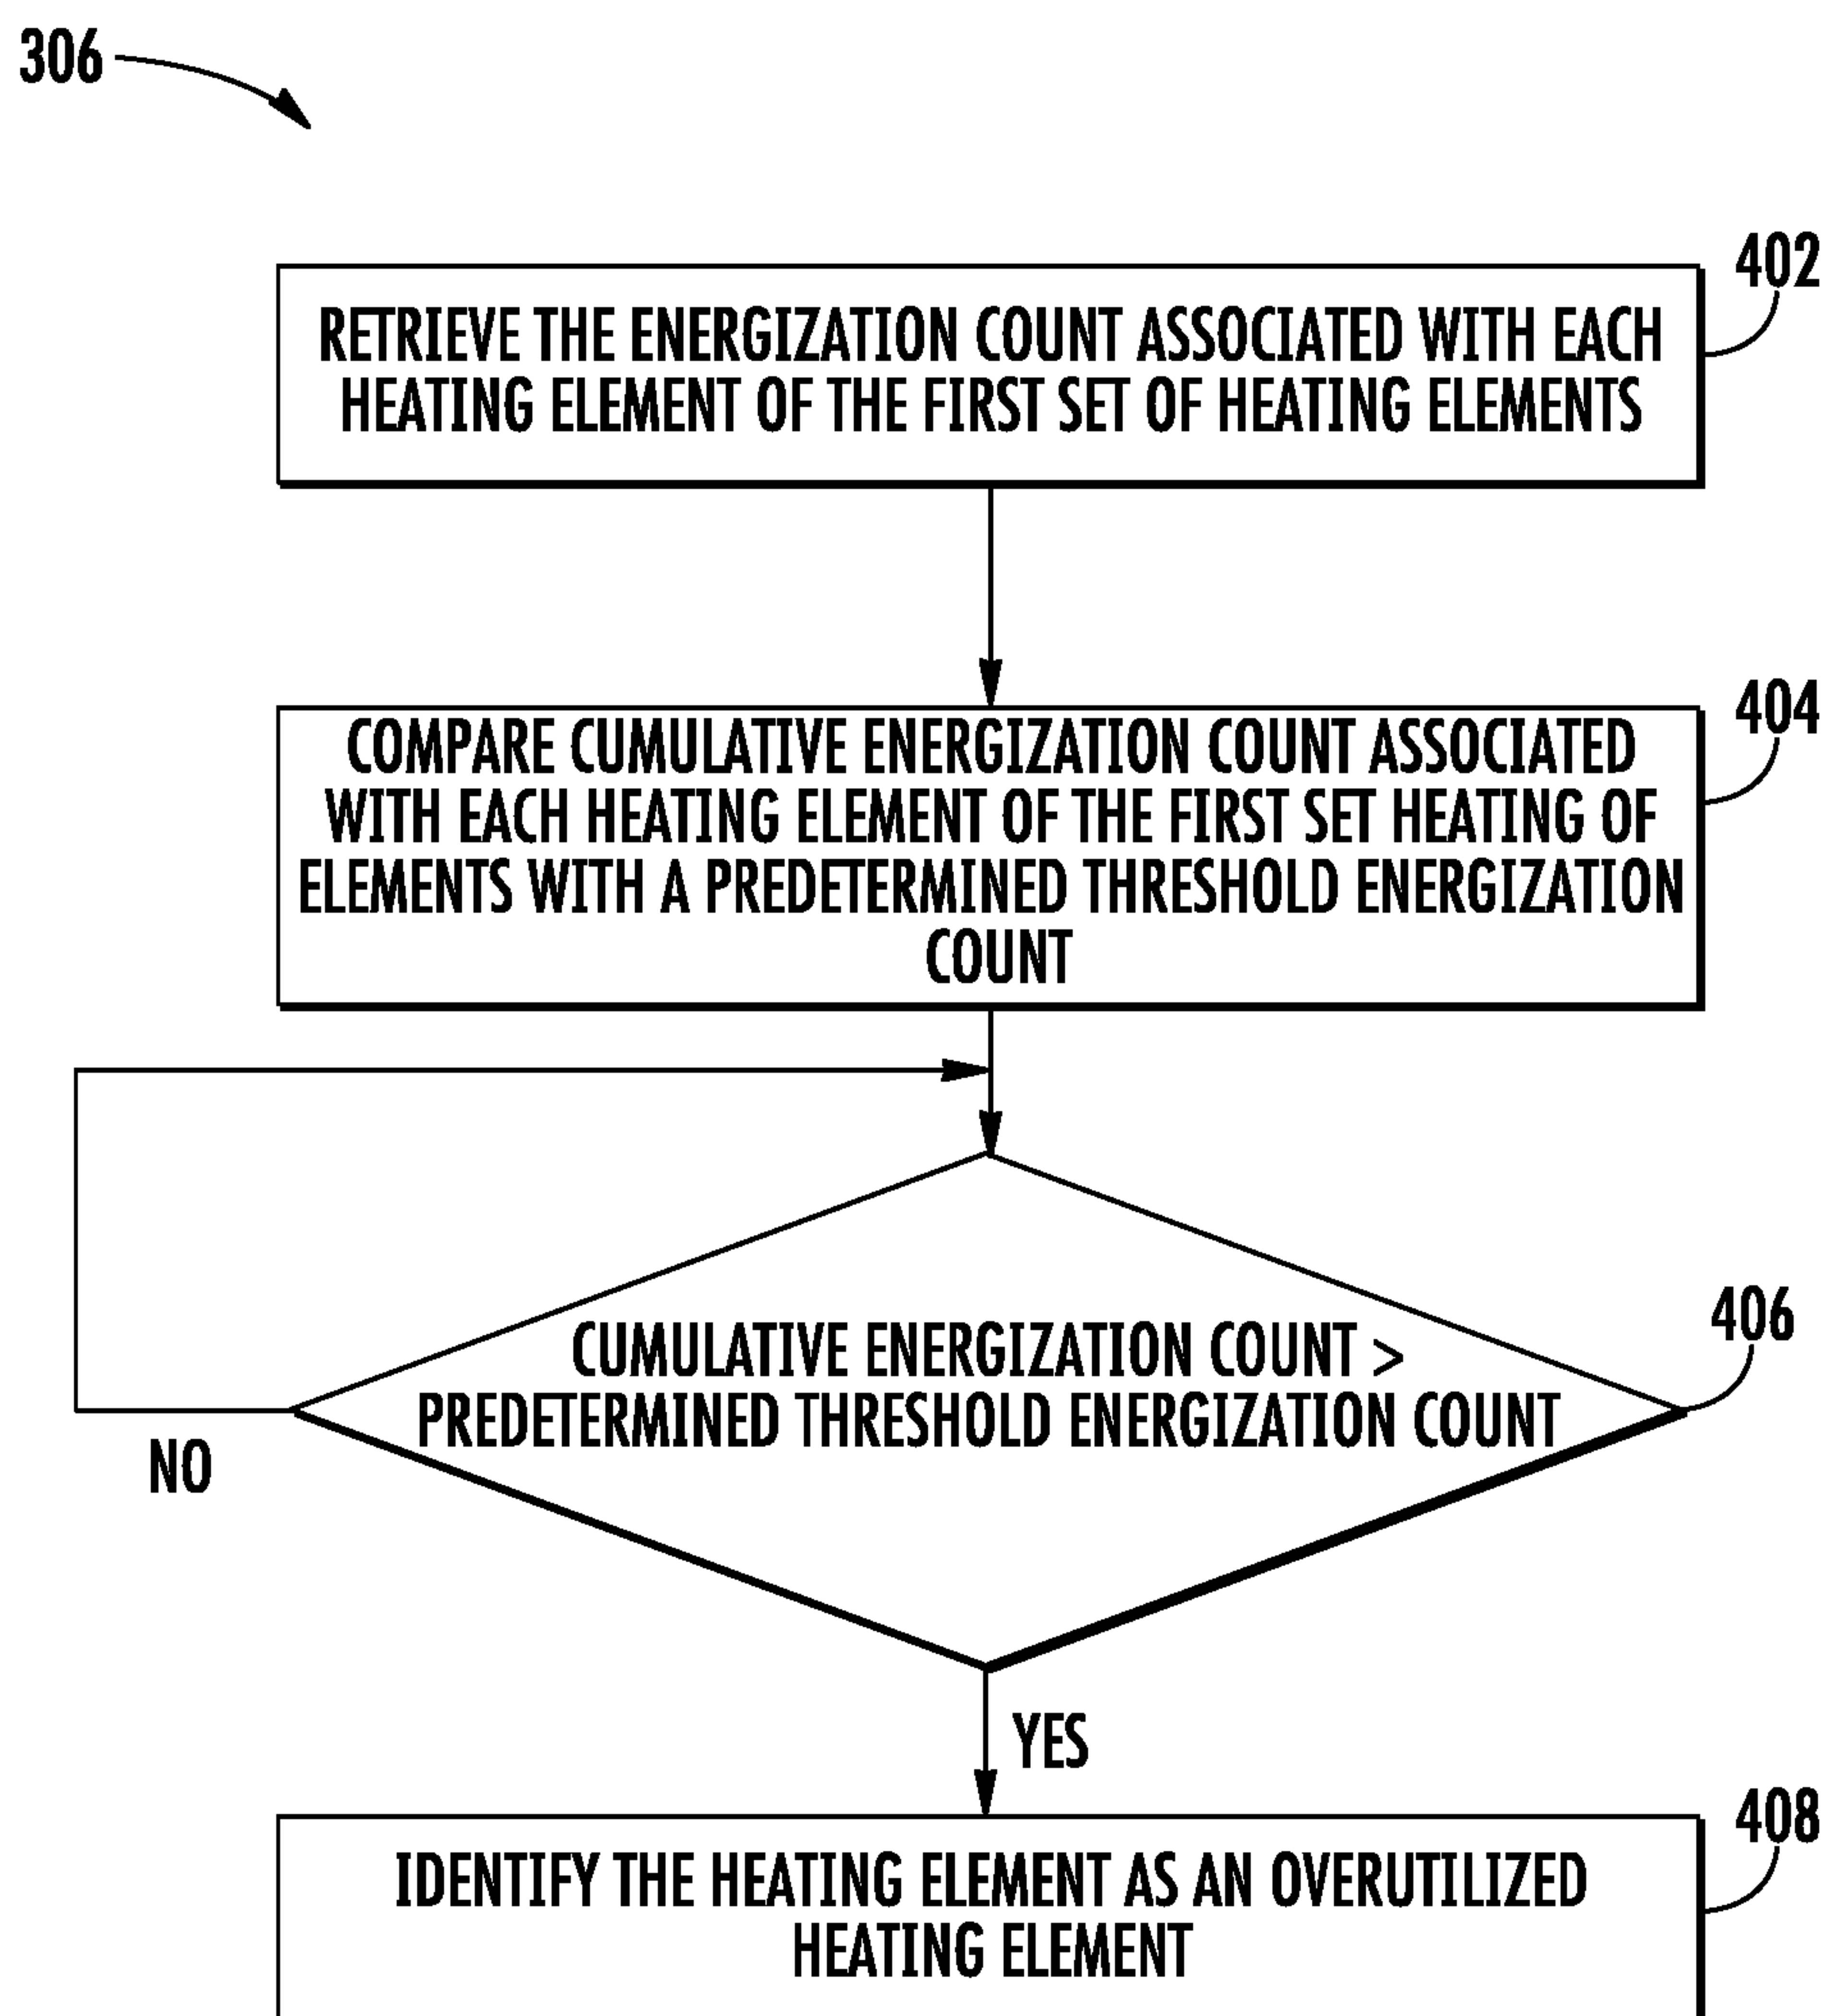 306
402
RETRIEVE THE ENERGIZATION COUNT ASSOCIATED WITH EACH
HEATING ELEMENT OF THE FIRST SET OF HEATING ELEMENTS
404
COMPARE CUMULATIVE ENERGIZATION COUNT ASSOCIATED
WITH EACH HEATING ELEMENT OF THE FIRST SET HEATING OF
ELEMENTS WITH A PREDETERMINED THRESHOLD ENERGIZATION
COUNT
406
CUMULATIVE ENERGIZATION COUNT >
PREDETERMINED THRESHOLD ENERGIZATION COUNT
NO
YES
408
IDENTIFY THE HEATING ELEMENT AS AN OVERUTILIZED
HEATING ELEMENT